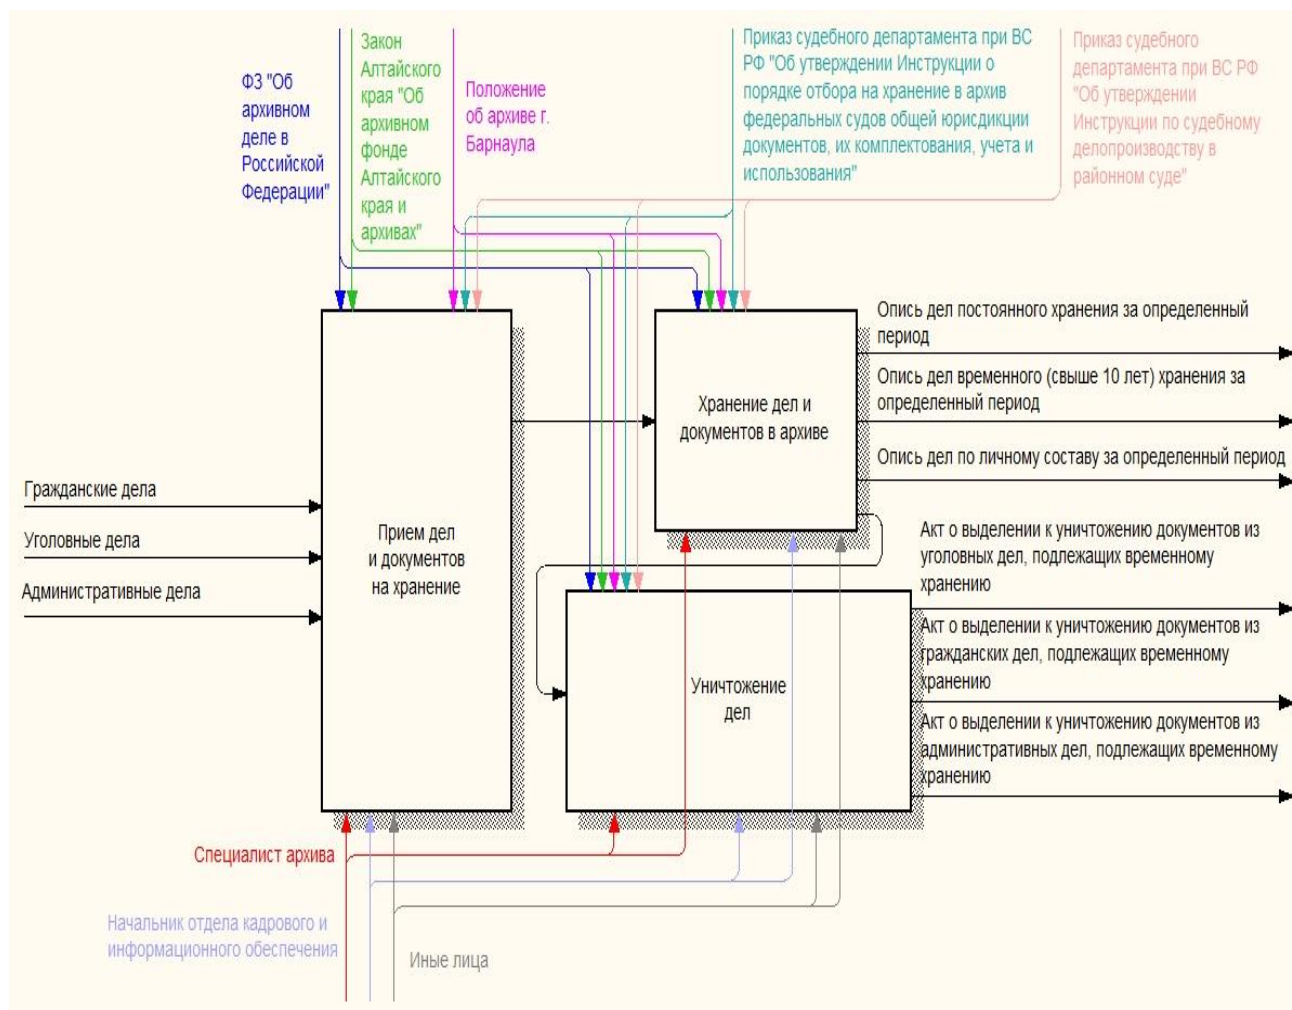 ФЗ "Об
архивном
деле в
Российской
Федерации"
Закон
Алтайского
края "Об
архивном
фонде
Алтайского
края и
архивах"
Положение
об архиве г.
Барнаула
Приказ судебного департамента при ВС
РФ "Об утверждении Инструкции о
порядке отбора на хранение в архив
федеральных судов общей юрисдикции
документов, их комплектования, учета и
использования"
Приказ судебного
департамента при ВС РФ
"Об утверждении
Инструкции по судебному
делопроизводству в
районном суде"
Гражданские дела
Уголовные дела
Административные дела
Прием дел
и документов
на хранение
Хранение дел и
документов в архиве
Уничтожение
дел
Опись дел постоянного хранения за определенный
период
Опись дел временного (свыше 10 лет) хранения за
определенный период
Опись дел по личному составу за определенный период
Акт о выделении к уничтожению документов из
уголовных дел, подлежащих временному
хранению
Акт о выделении к уничтожению документов из
гражданских дел, подлежащих временному
хранению
Акт о выделении к уничтожению документов из
административных дел, подлежащих временному
хранению
Специалист архива
Начальник отдела кадрового и
информационного обеспечения
Иные лица